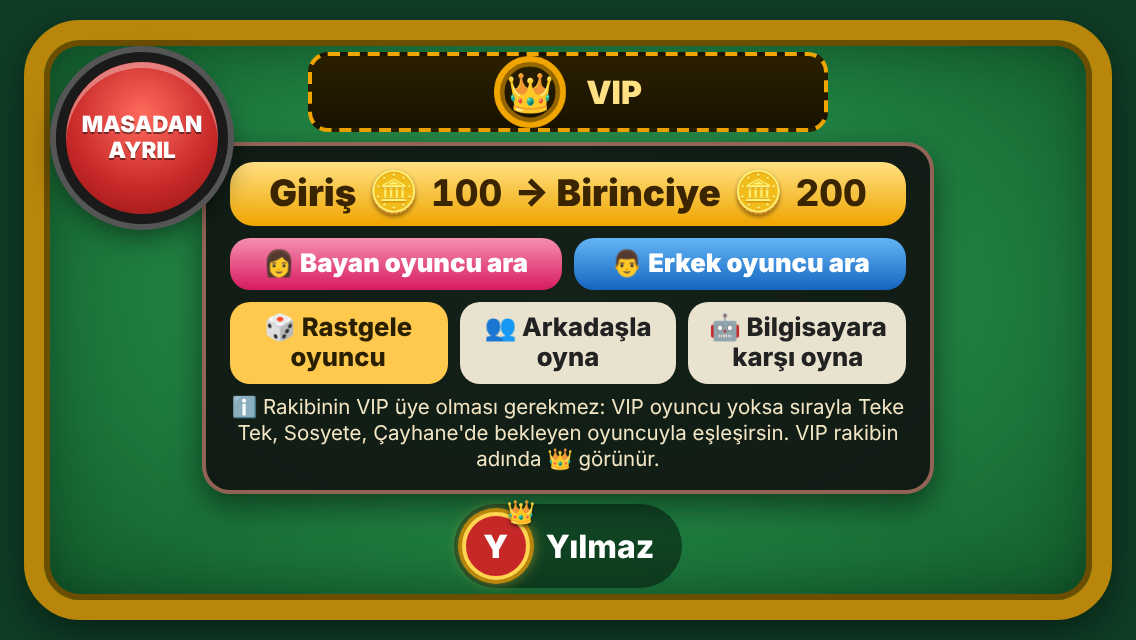 MASADAN
AYRIL
VIP
Giriş 🪙 100 → Birinciye 🪙 200
👩 Bayan oyuncu ara
👨 Erkek oyuncu ara
🎲 Rastgele
oyuncu
👥 Arkadaşla
oyna
🤖 Bilgisayara
karşı oyna
ℹ️ Rakibinin VIP üye olması gerekmez: VIP oyuncu yoksa sırayla Teke
Tek, Sosyete, Çayhane'de bekleyen oyuncuyla eşleşirsin. VIP rakibin
adında 👑 görünür.
Y Yılmaz